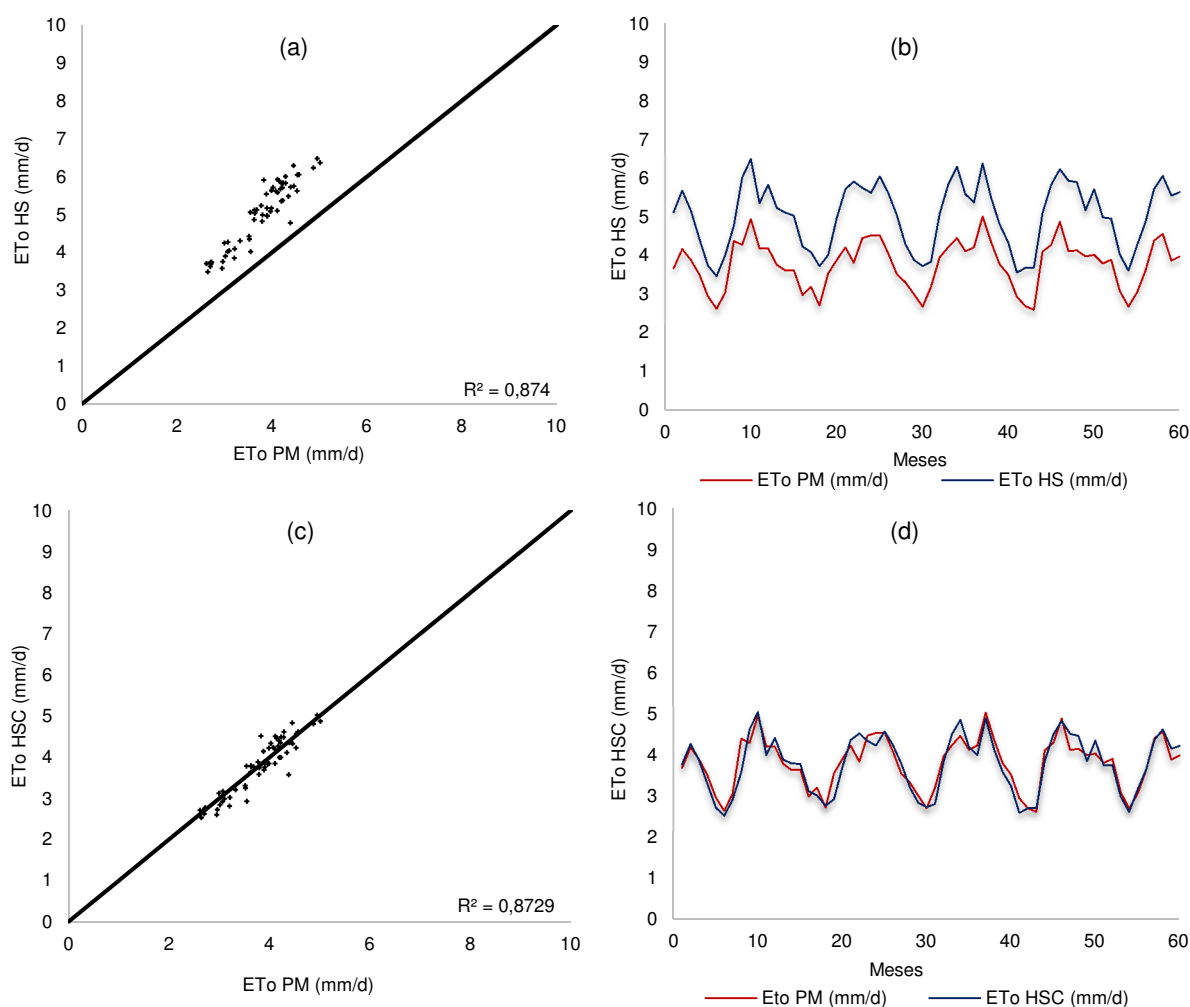 (a)
ETo HS (mm/d)
10
9
8
7
6
5
4
3
2
1
0
R² = 0,874
0 2 4 6 8 10
ETo PM (mm/d)
(b)
ETo HS (mm/d)
10
9
8
7
6
5
4
3
2
1
0
0 10 20 30 40 50 60
Meses
ETo PM (mm/d) ETo HS (mm/d)
(c)
ETo HSC (mm/d)
10
9
8
7
6
5
4
3
2
1
0
R² = 0,8729
0 2 4 6 8 10
ETo PM (mm/d)
(d)
ETo HSC (mm/d)
10
9
8
7
6
5
4
3
2
1
0
0 10 20 30 40 50 60
Meses
Eto PM (mm/d) ETo HSC (mm/d)